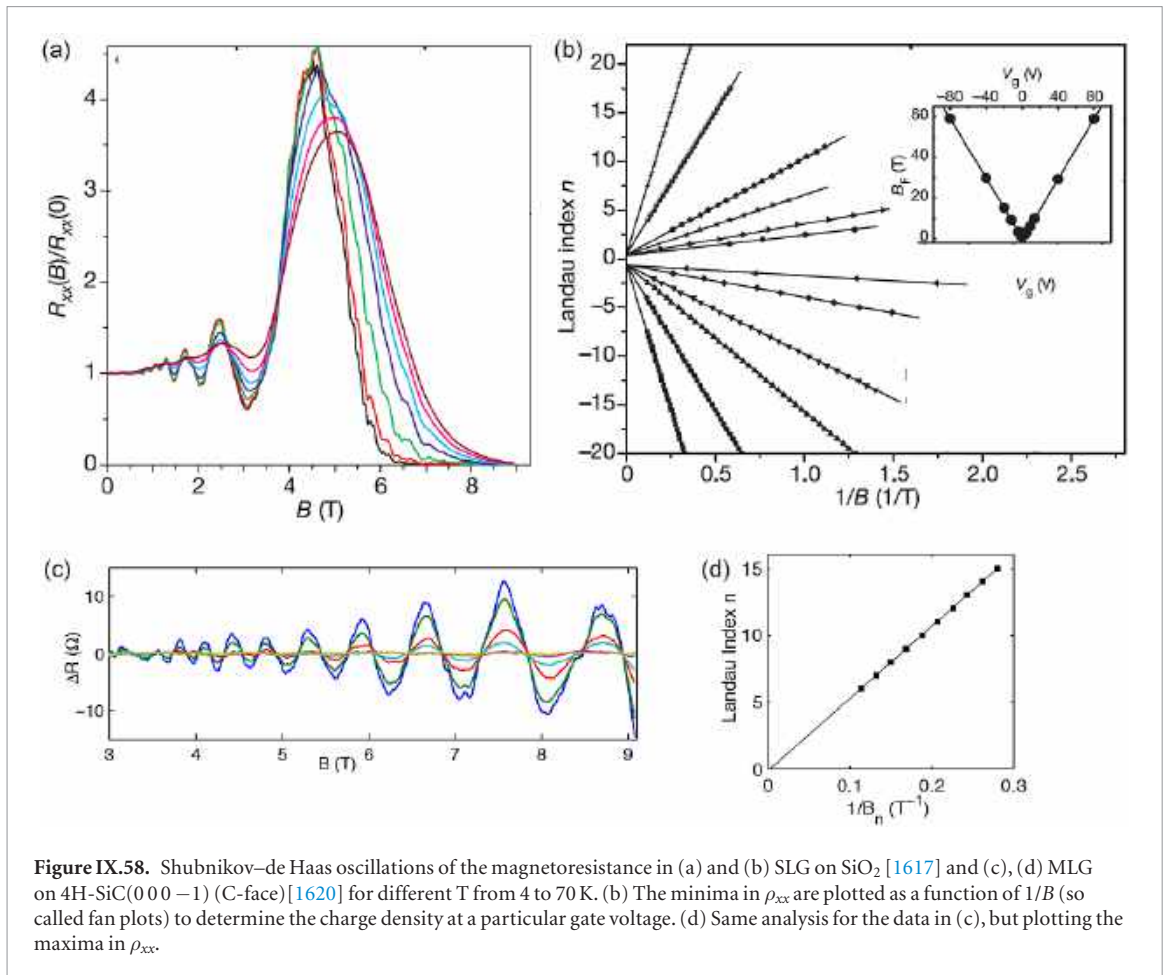 (a)
4
3
2
1
0
R_xx(B)/R_xx(0)
0 2 4 6 8
B (T)
(b)
20
15
10
5
0
−5
−10
−15
−20
Landau index n
0 0.5 1.0 1.5 2.0 2.5
1/B (1/T)
V_g (V)
−80 −40 0 40 80
60
40
20
0
B_F (T)
V_g (V)
(c)
10
0
−10
ΔR (Ω)
3 4 5 6 7 8 9
B (T)
(d)
15
10
5
0
Landau Index n
0 0.1 0.2 0.3
1/B_n (T⁻¹)
Figure IX.58. Shubnikov–de Haas oscillations of the magnetoresistance in (a) and (b) SLG on SiO₂ [1617] and (c), (d) MLG
on 4H-SiC(0 0 0 −1) (C-face)[1620] for different T from 4 to 70 K. (b) The minima in ρ_xx are plotted as a function of 1/B (so
called fan plots) to determine the charge density at a particular gate voltage. (d) Same analysis for the data in (c), but plotting the
maxima in ρ_xx.